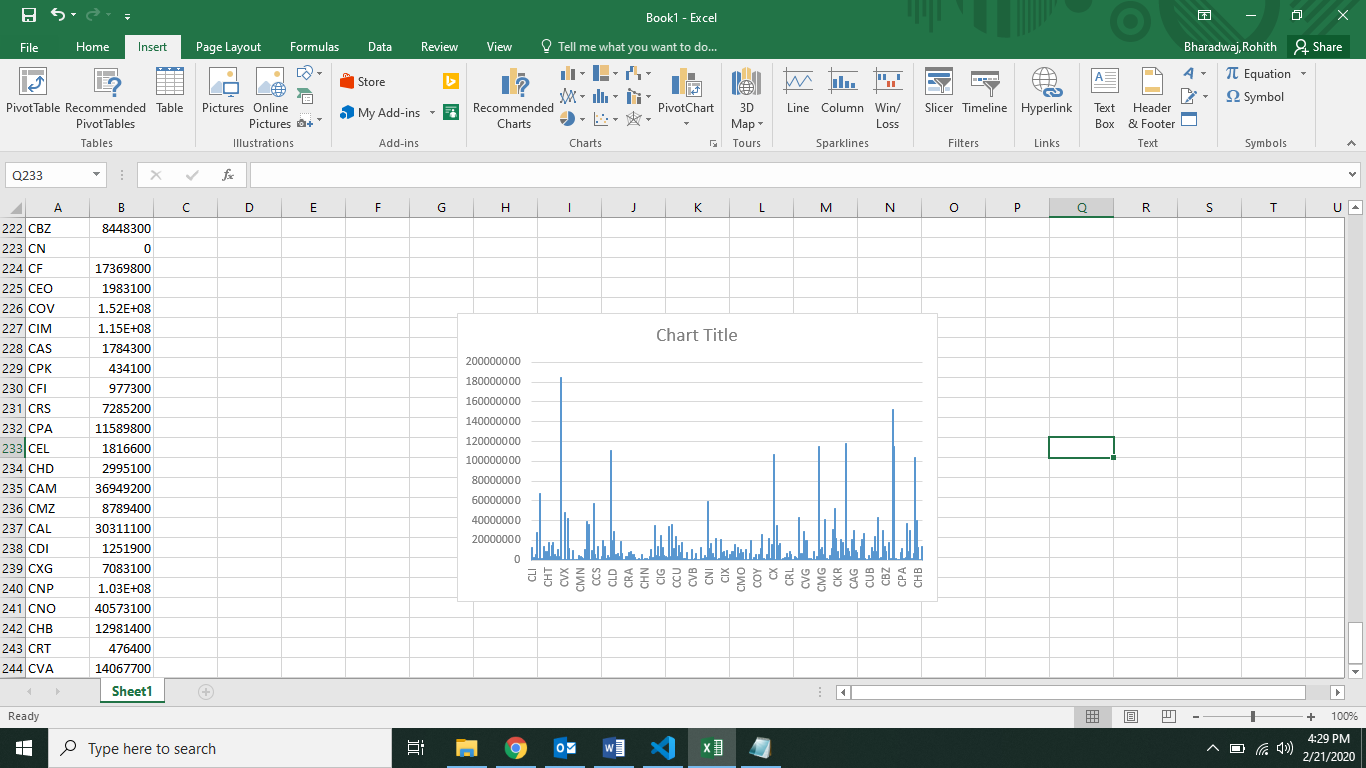 Book1 - Excel
File Home Insert Page Layout Formulas Data Review View Tell me what you want to do... Bharadwaj,Rohith Share
PivotTable Recommended PivotTables Table Pictures Online Pictures Store My Add-ins Recommended Charts PivotChart 3D Map Line Column Win/ Loss Slicer Timeline Hyperlink Text Box Header & Footer Equation Symbol
Tables Illustrations Add-ins Charts Tours Sparklines Filters Links Text Symbols
Q233 fx
A B C D E F G H I J K L M N O P Q R S T U
222 CBZ 8448300
223 CN 0
224 CF 17369800
225 CEO 1983100
226 COV 1.52E+08
227 CIM 1.15E+08
228 CAS 1784300
229 CPK 434100
230 CFI 977300
231 CRS 7285200
232 CPA 11589800
233 CEL 1816600
234 CHD 2995100
235 CAM 36949200
236 CMZ 8789400
237 CAL 30311100
238 CDI 1251900
239 CXG 7083100
240 CNP 1.03E+08
241 CNO 40573100
242 CHB 12981400
243 CRT 476400
244 CVA 14067700
Chart Title
200000000
180000000
160000000
140000000
120000000
100000000
80000000
60000000
40000000
20000000
0
CLI CHT CVX CMN CCS CLD CRA CHN CIG CCU CVB CNI CIX CMO COY CX CRL CVG CMG CKR CAG CUB CBZ CPA CHB
Sheet1
Ready 100%
Type here to search
4:29 PM
2/21/2020